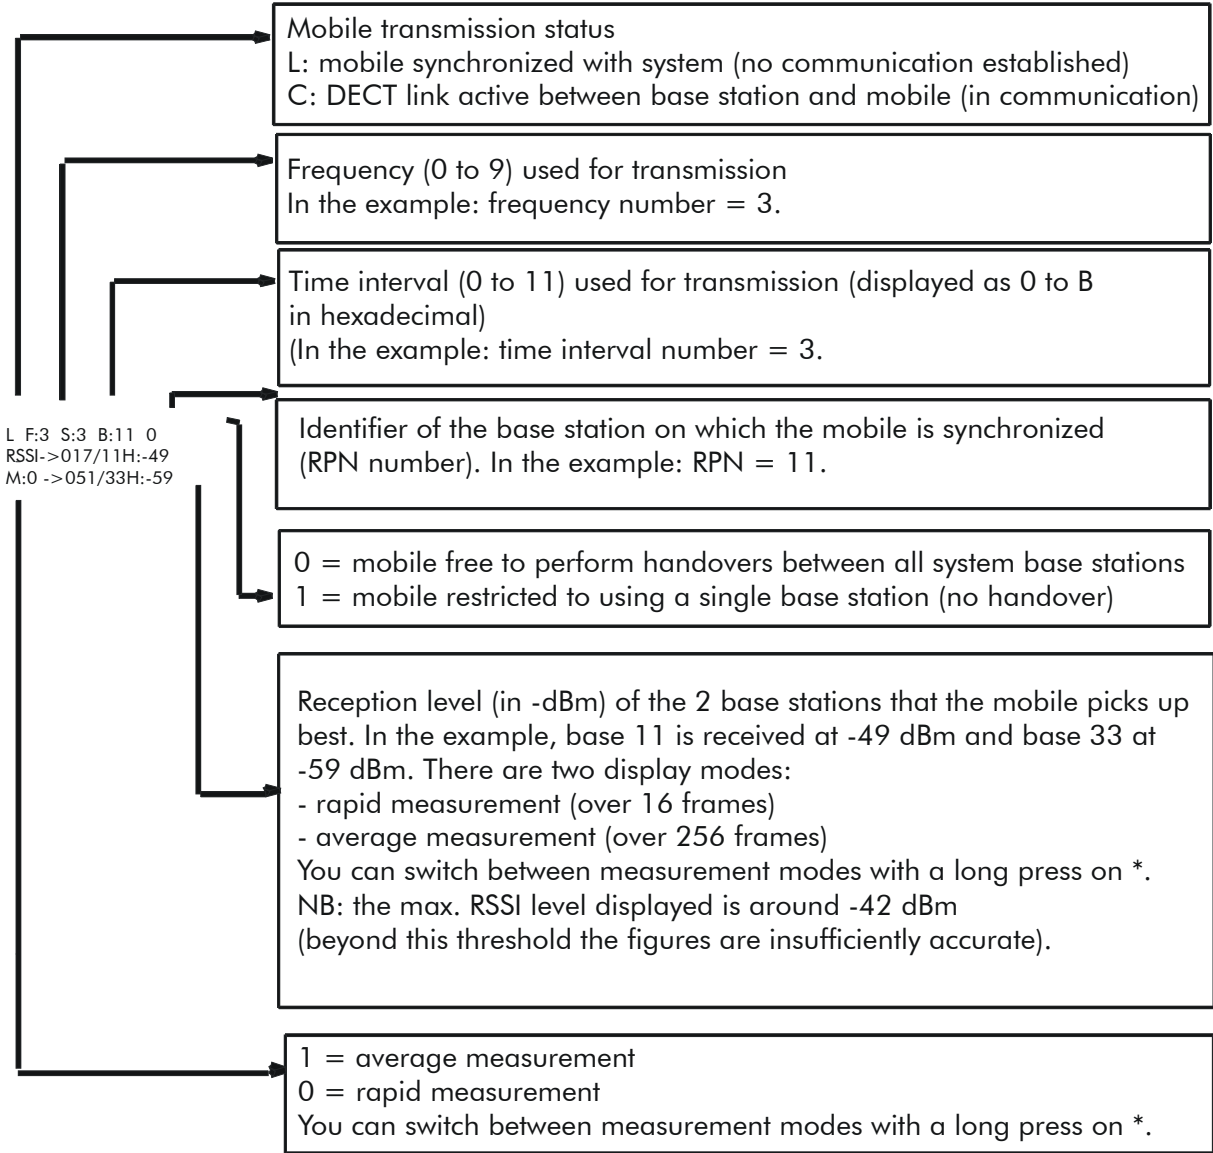 Mobile transmission status
L: mobile synchronized with system (no communication established)
C: DECT link active between base station and mobile (in communication)
Frequency (0 to 9) used for transmission
In the example: frequency number = 3.
Time interval (0 to 11) used for transmission (displayed as 0 to B
in hexadecimal)
(In the example: time interval number = 3.
L F:3 S:3 B:11 0
RSSI->017/11H:-49
M:0 ->051/33H:-59
Identifier of the base station on which the mobile is synchronized
(RPN number). In the example: RPN = 11.
0 = mobile free to perform handovers between all system base stations
1 = mobile restricted to using a single base station (no handover)
Reception level (in -dBm) of the 2 base stations that the mobile picks up
best. In the example, base 11 is received at -49 dBm and base 33 at
-59 dBm. There are two display modes:
- rapid measurement (over 16 frames)
- average measurement (over 256 frames)
You can switch between measurement modes with a long press on *.
NB: the max. RSSI level displayed is around -42 dBm
(beyond this threshold the figures are insufficiently accurate).
1 = average measurement
0 = rapid measurement
You can switch between measurement modes with a long press on *.